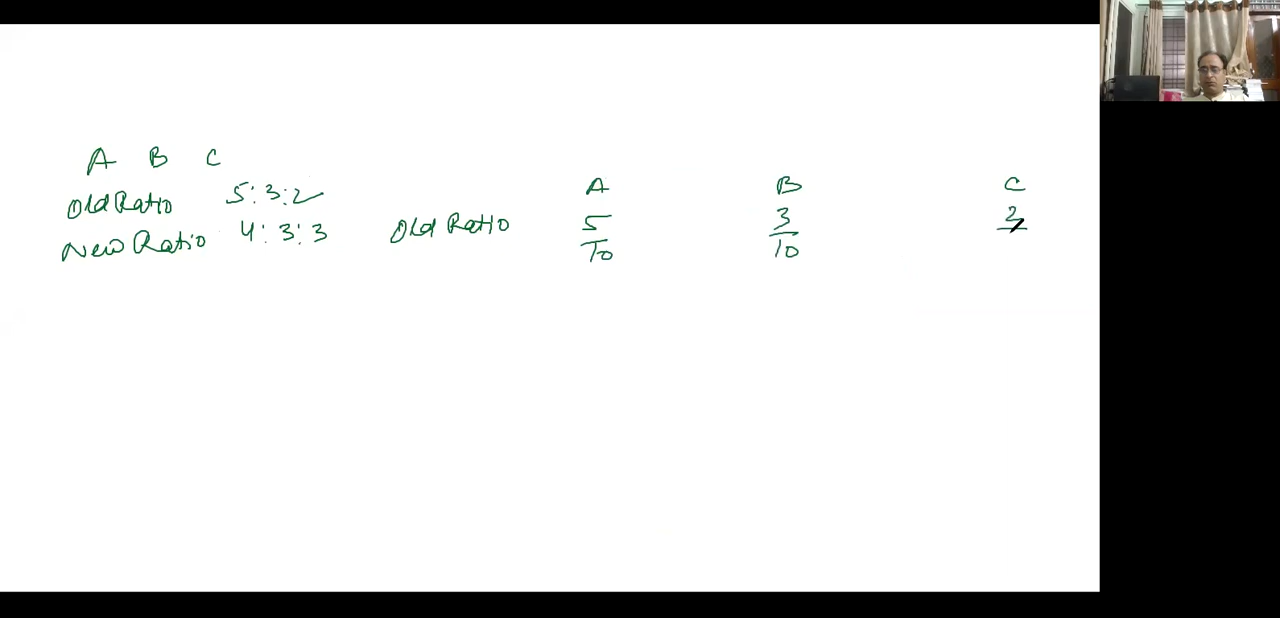 A B C
Old Ratio 5:3:2
New Ratio 4:3:3
A B C
Old Ratio 5/10 3/10 2/